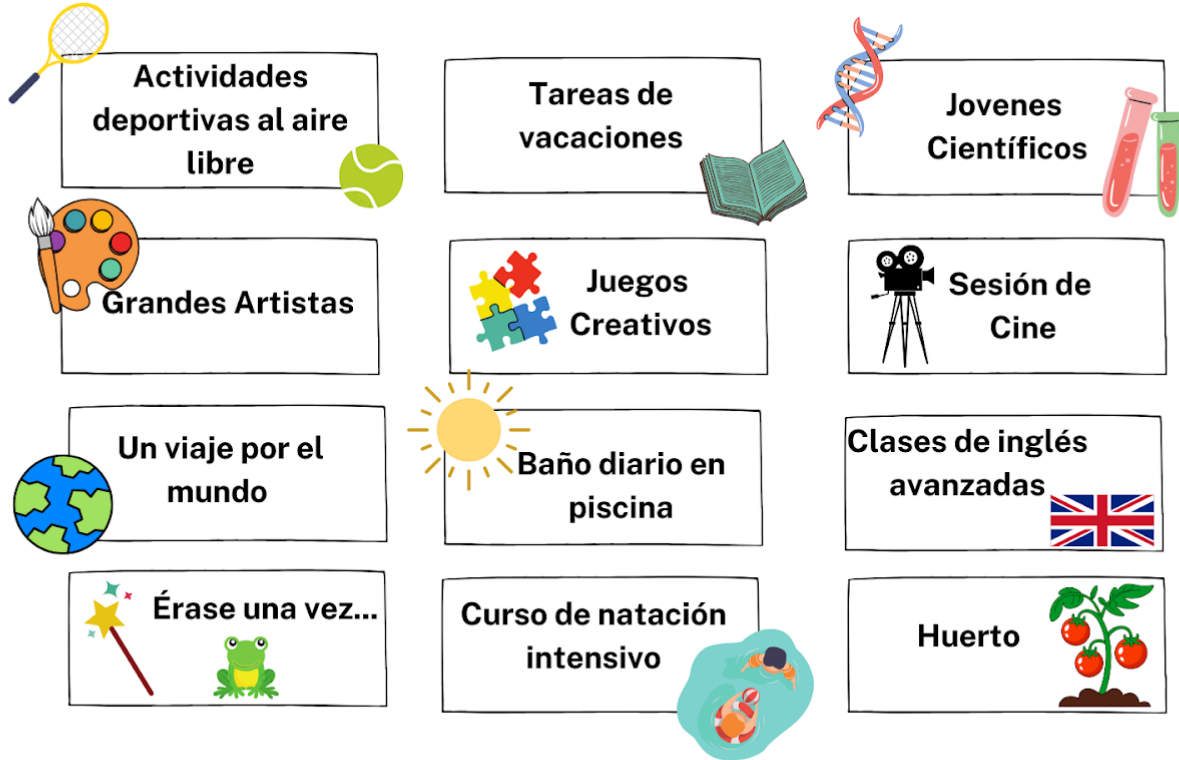 Actividades
deportivas al aire
libre
Tareas de
vacaciones
Jovenes
Científicos
Grandes Artistas
Juegos
Creativos
Sesión de
Cine
Un viaje por el
mundo
Baño diario en
piscina
Clases de inglés
avanzadas
Érase una vez...
Curso de natación
intensivo
Huerto